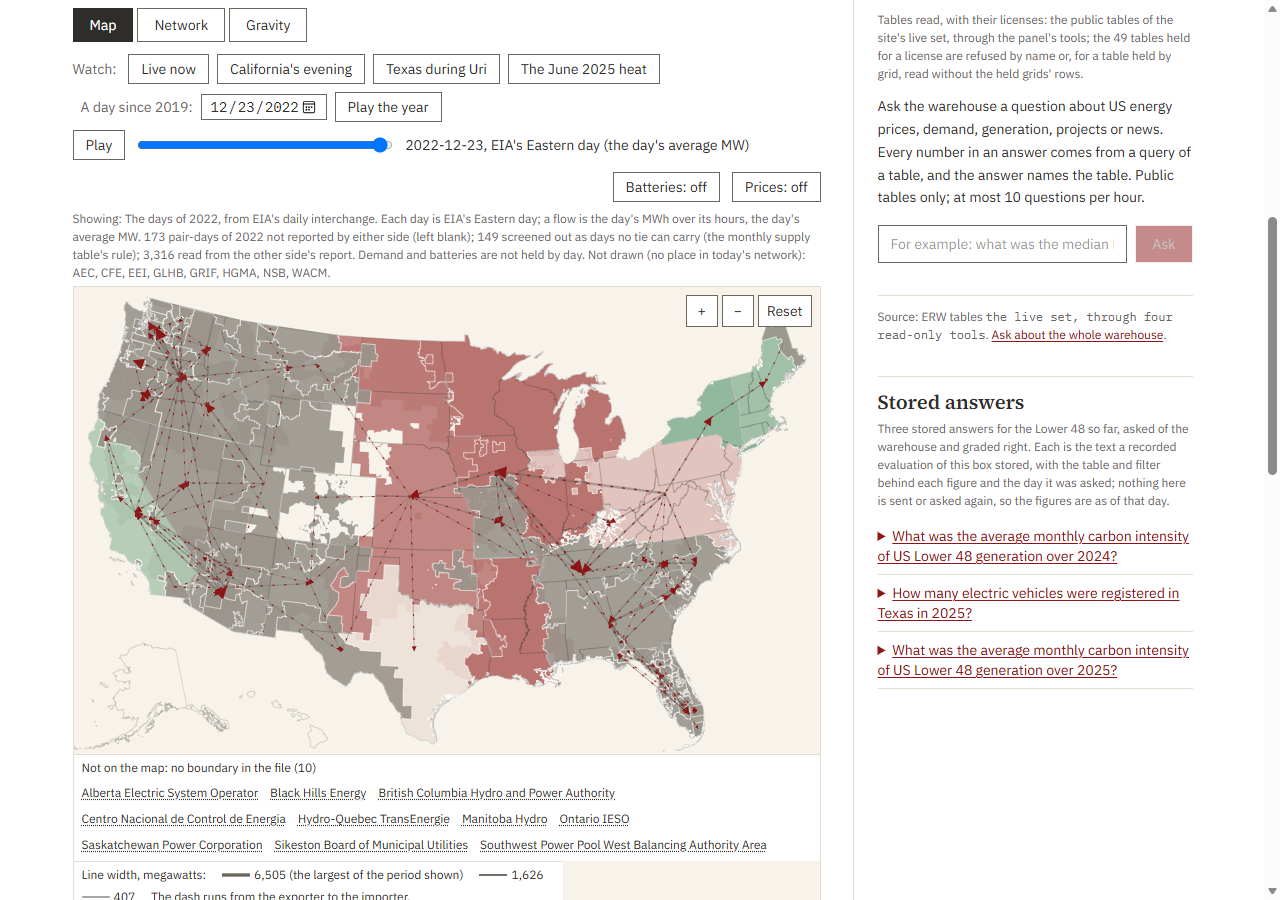 Map Network Gravity
Watch: Live now California's evening Texas during Uri The June 2025 heat
A day since 2019: 12/23/2022 Play the year
Play 2022-12-23, EIA's Eastern day (the day's average MW)
Batteries: off Prices: off
Showing: The days of 2022, from EIA's daily interchange. Each day is EIA's Eastern day; a flow is the day's MWh over its hours, the day's
average MW. 173 pair-days of 2022 not reported by either side (left blank); 149 screened out as days no tie can carry (the monthly supply
table's rule); 3,316 read from the other side's report. Demand and batteries are not held by day. Not drawn (no place in today's network):
AEC, CFE, EEI, GLHB, GRIF, HGMA, NSB, WACM.
+ − Reset
Not on the map: no boundary in the file (10)
Alberta Electric System Operator Black Hills Energy British Columbia Hydro and Power Authority
Centro Nacional de Control de Energia Hydro-Quebec TransEnergie Manitoba Hydro Ontario IESO
Saskatchewan Power Corporation Sikeston Board of Municipal Utilities Southwest Power Pool West Balancing Authority Area
Line width, megawatts: 6,505 (the largest of the period shown) 1,626
407 The dash runs from the exporter to the importer.
Tables read, with their licenses: the public tables of the
site's live set, through the panel's tools; the 49 tables held
for a license are refused by name or, for a table held by
grid, read without the held grids' rows.
Ask the warehouse a question about US energy
prices, demand, generation, projects or news.
Every number in an answer comes from a query of
a table, and the answer names the table. Public
tables only; at most 10 questions per hour.
For example: what was the median Ask
Source: ERW tables the live set, through four
read-only tools. Ask about the whole warehouse.
Stored answers
Three stored answers for the Lower 48 so far, asked of the
warehouse and graded right. Each is the text a recorded
evaluation of this box stored, with the table and filter
behind each figure and the day it was asked; nothing here
is sent or asked again, so the figures are as of that day.
What was the average monthly carbon intensity
of US Lower 48 generation over 2024?
How many electric vehicles were registered in
Texas in 2025?
What was the average monthly carbon intensity
of US Lower 48 generation over 2025?